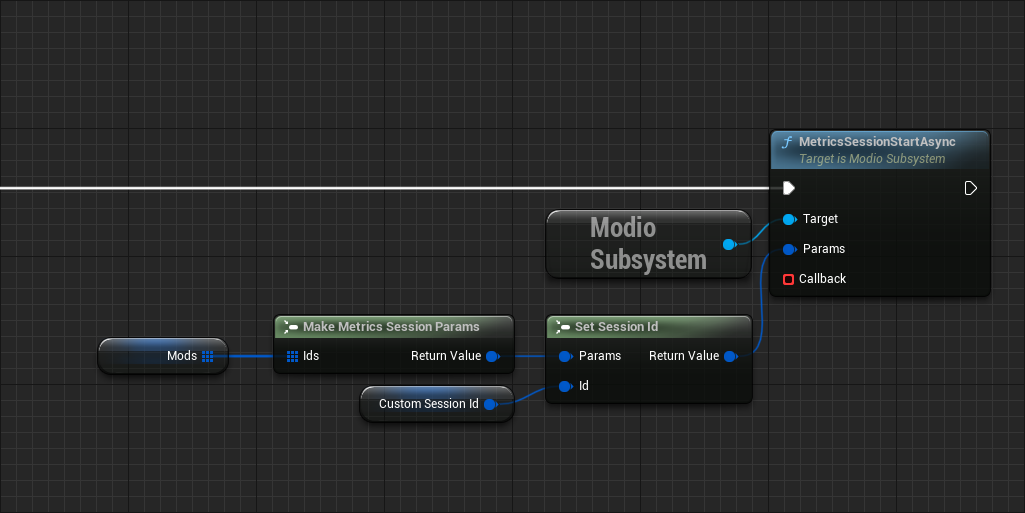 MetricsSessionStartAsync
Target is Modio Subsystem
Target
Params
Callback
Modio
Subsystem
Make Metrics Session Params
Ids Return Value
Set Session Id
Params Return Value
Id
Mods
Custom Session Id